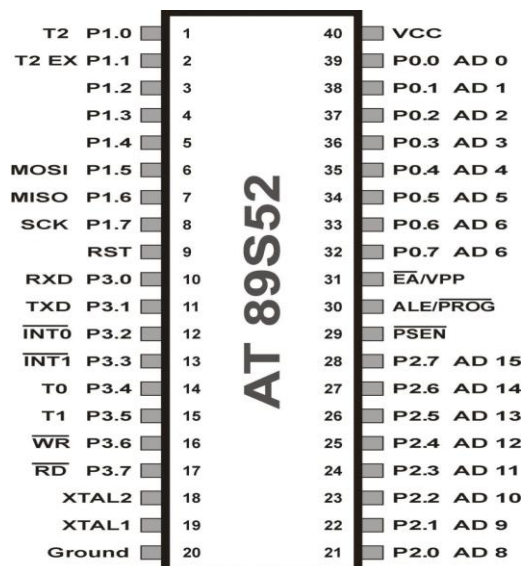 T2 P1.0 1 40 VCC
T2 EX P1.1 2 39 P0.0 AD 0
P1.2 3 38 P0.1 AD 1
P1.3 4 37 P0.2 AD 2
P1.4 5 36 P0.3 AD 3
MOSI P1.5 6 35 P0.4 AD 4
MISO P1.6 7 34 P0.5 AD 5
SCK P1.7 8 33 P0.6 AD 6
RST 9 32 P0.7 AD 6
RXD P3.0 10 31 E̅A̅/VPP
TXD P3.1 11 30 ALE/P̅R̅O̅G̅
I̅N̅T̅0̅ P3.2 12 29 P̅S̅E̅N̅
I̅N̅T̅1̅ P3.3 13 28 P2.7 AD 15
T0 P3.4 14 27 P2.6 AD 14
T1 P3.5 15 26 P2.5 AD 13
W̅R̅ P3.6 16 25 P2.4 AD 12
R̅D̅ P3.7 17 24 P2.3 AD 11
XTAL2 18 23 P2.2 AD 10
XTAL1 19 22 P2.1 AD 9
Ground 20 21 P2.0 AD 8
AT 89S52